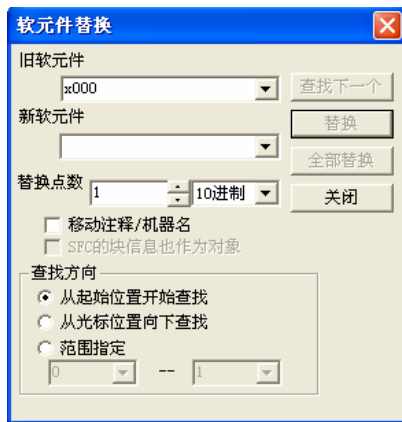 软元件替换
旧软元件
x000
查找下一个
新软元件
替换
全部替换
替换点数 1 10进制
关闭
移动注释/机器名
SFC的块信息也作为对象
查找方向
从起始位置开始查找
从光标位置向下查找
范围指定
0 -- 1